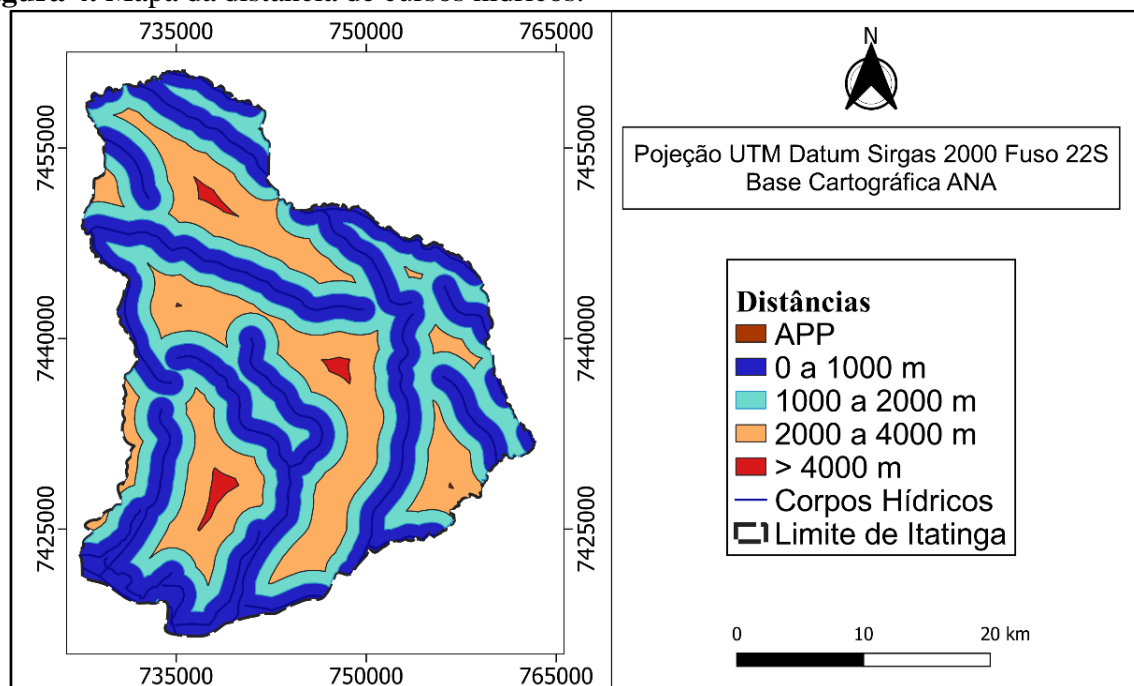 735000 750000 765000
N
7455000
7440000
7425000
7455000
7440000
7425000
735000 750000 765000
Pojeção UTM Datum Sirgas 2000 Fuso 22S
Base Cartográfica ANA
Distâncias
APP
0 a 1000 m
1000 a 2000 m
2000 a 4000 m
> 4000 m
Corpos Hídricos
Limite de Itatinga
0 10 20 km